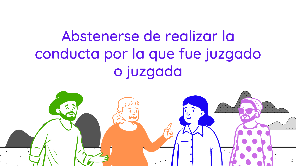 Abstenerse de realizar la
conducta por la que fue juzgado
o juzgada